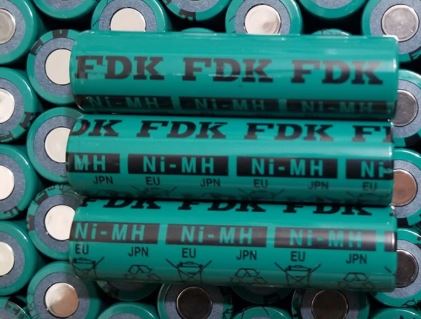 FDK FDK FDK
Ni-MH Ni-MH Ni-MH
DK FDK FDK F
MH Ni-MH Ni-MH Ni
JPN EU JPN EU JPN
FDK FDK FDK
Ni-MH Ni-MH Ni-MH
EU JPN EU JPN EU JPN